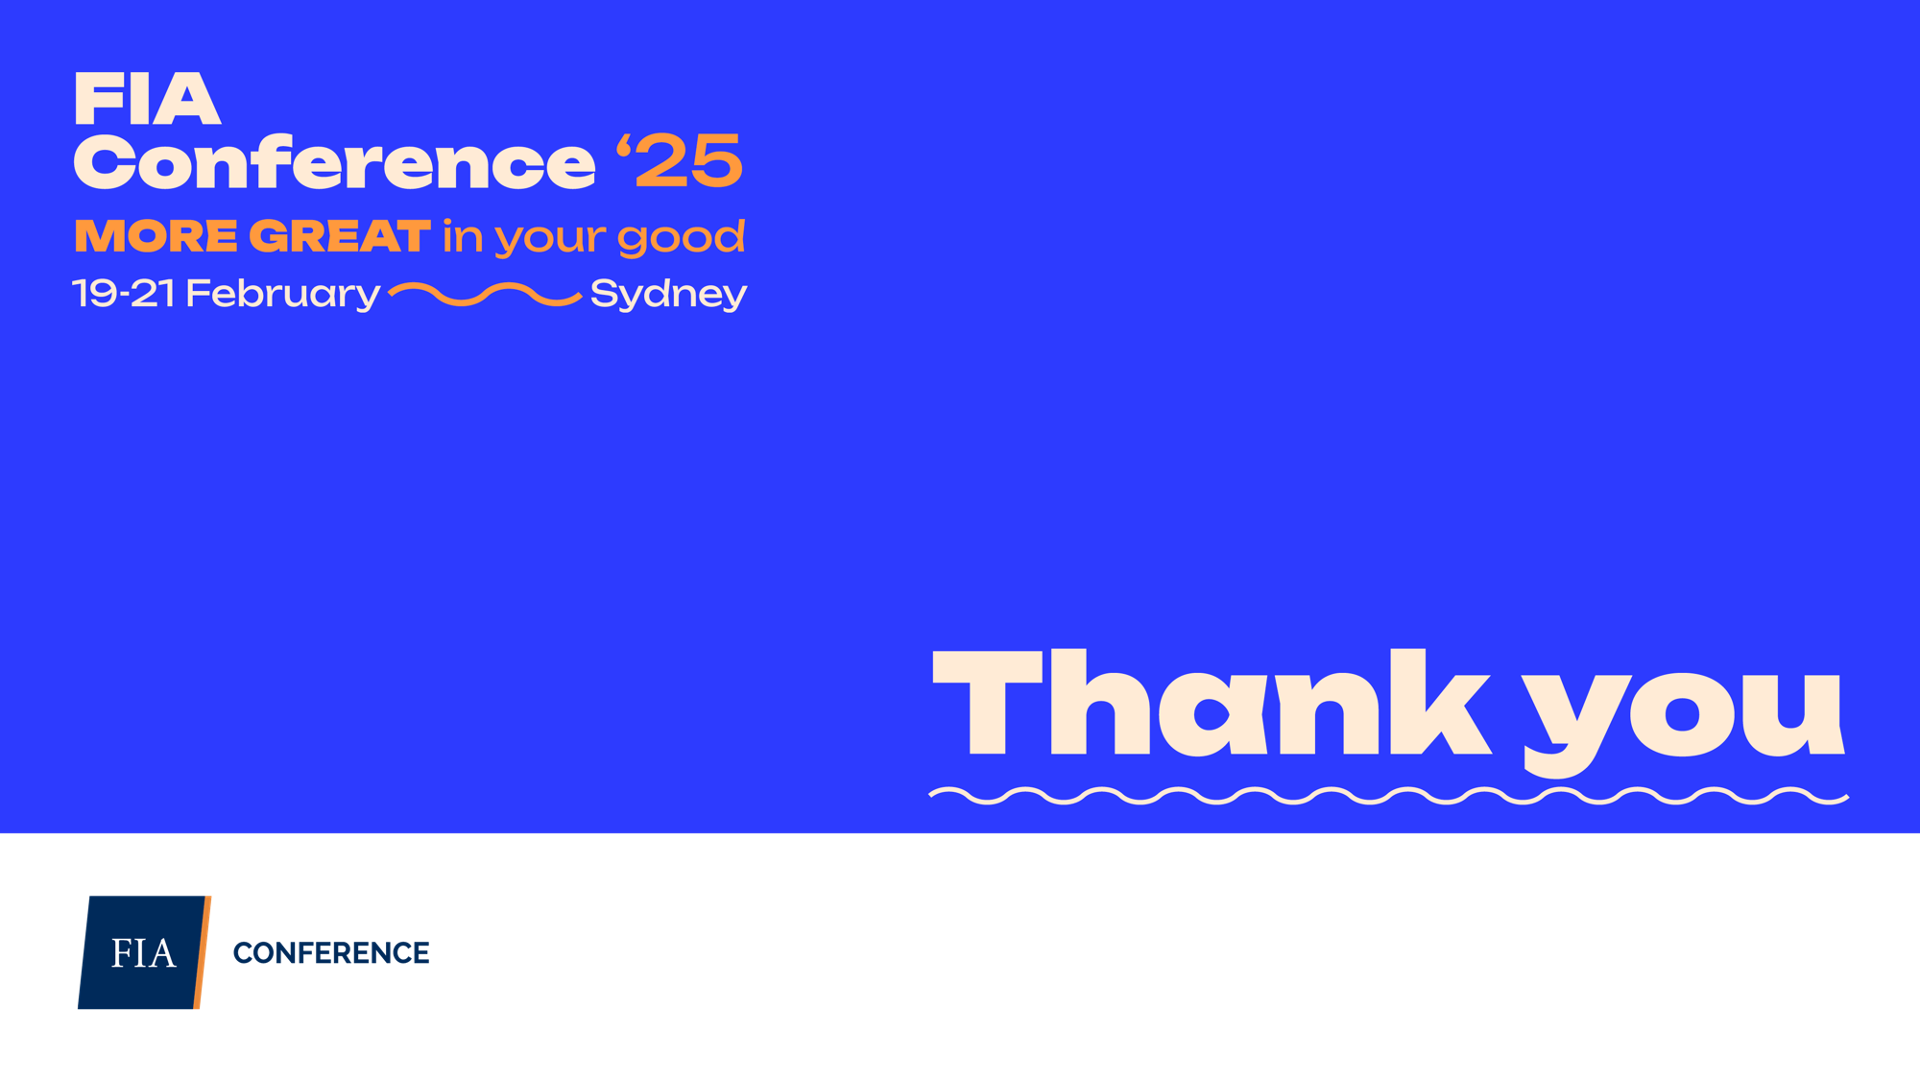 FIA
Conference ‘25
MORE GREAT in your good
19-21 February Sydney
Thank you
FIA CONFERENCE